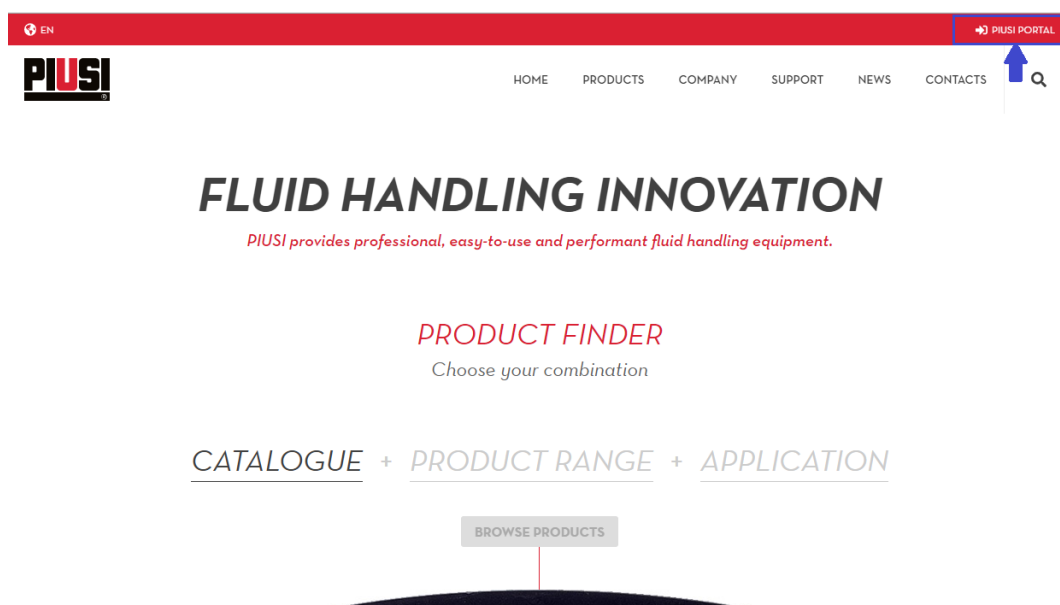 EN
PIUSI PORTAL
PIUSI
HOME PRODUCTS COMPANY SUPPORT NEWS CONTACTS
FLUID HANDLING INNOVATION
PIUSI provides professional, easy-to-use and performant fluid handling equipment.
PRODUCT FINDER
Choose your combination
CATALOGUE + PRODUCT RANGE + APPLICATION
BROWSE PRODUCTS